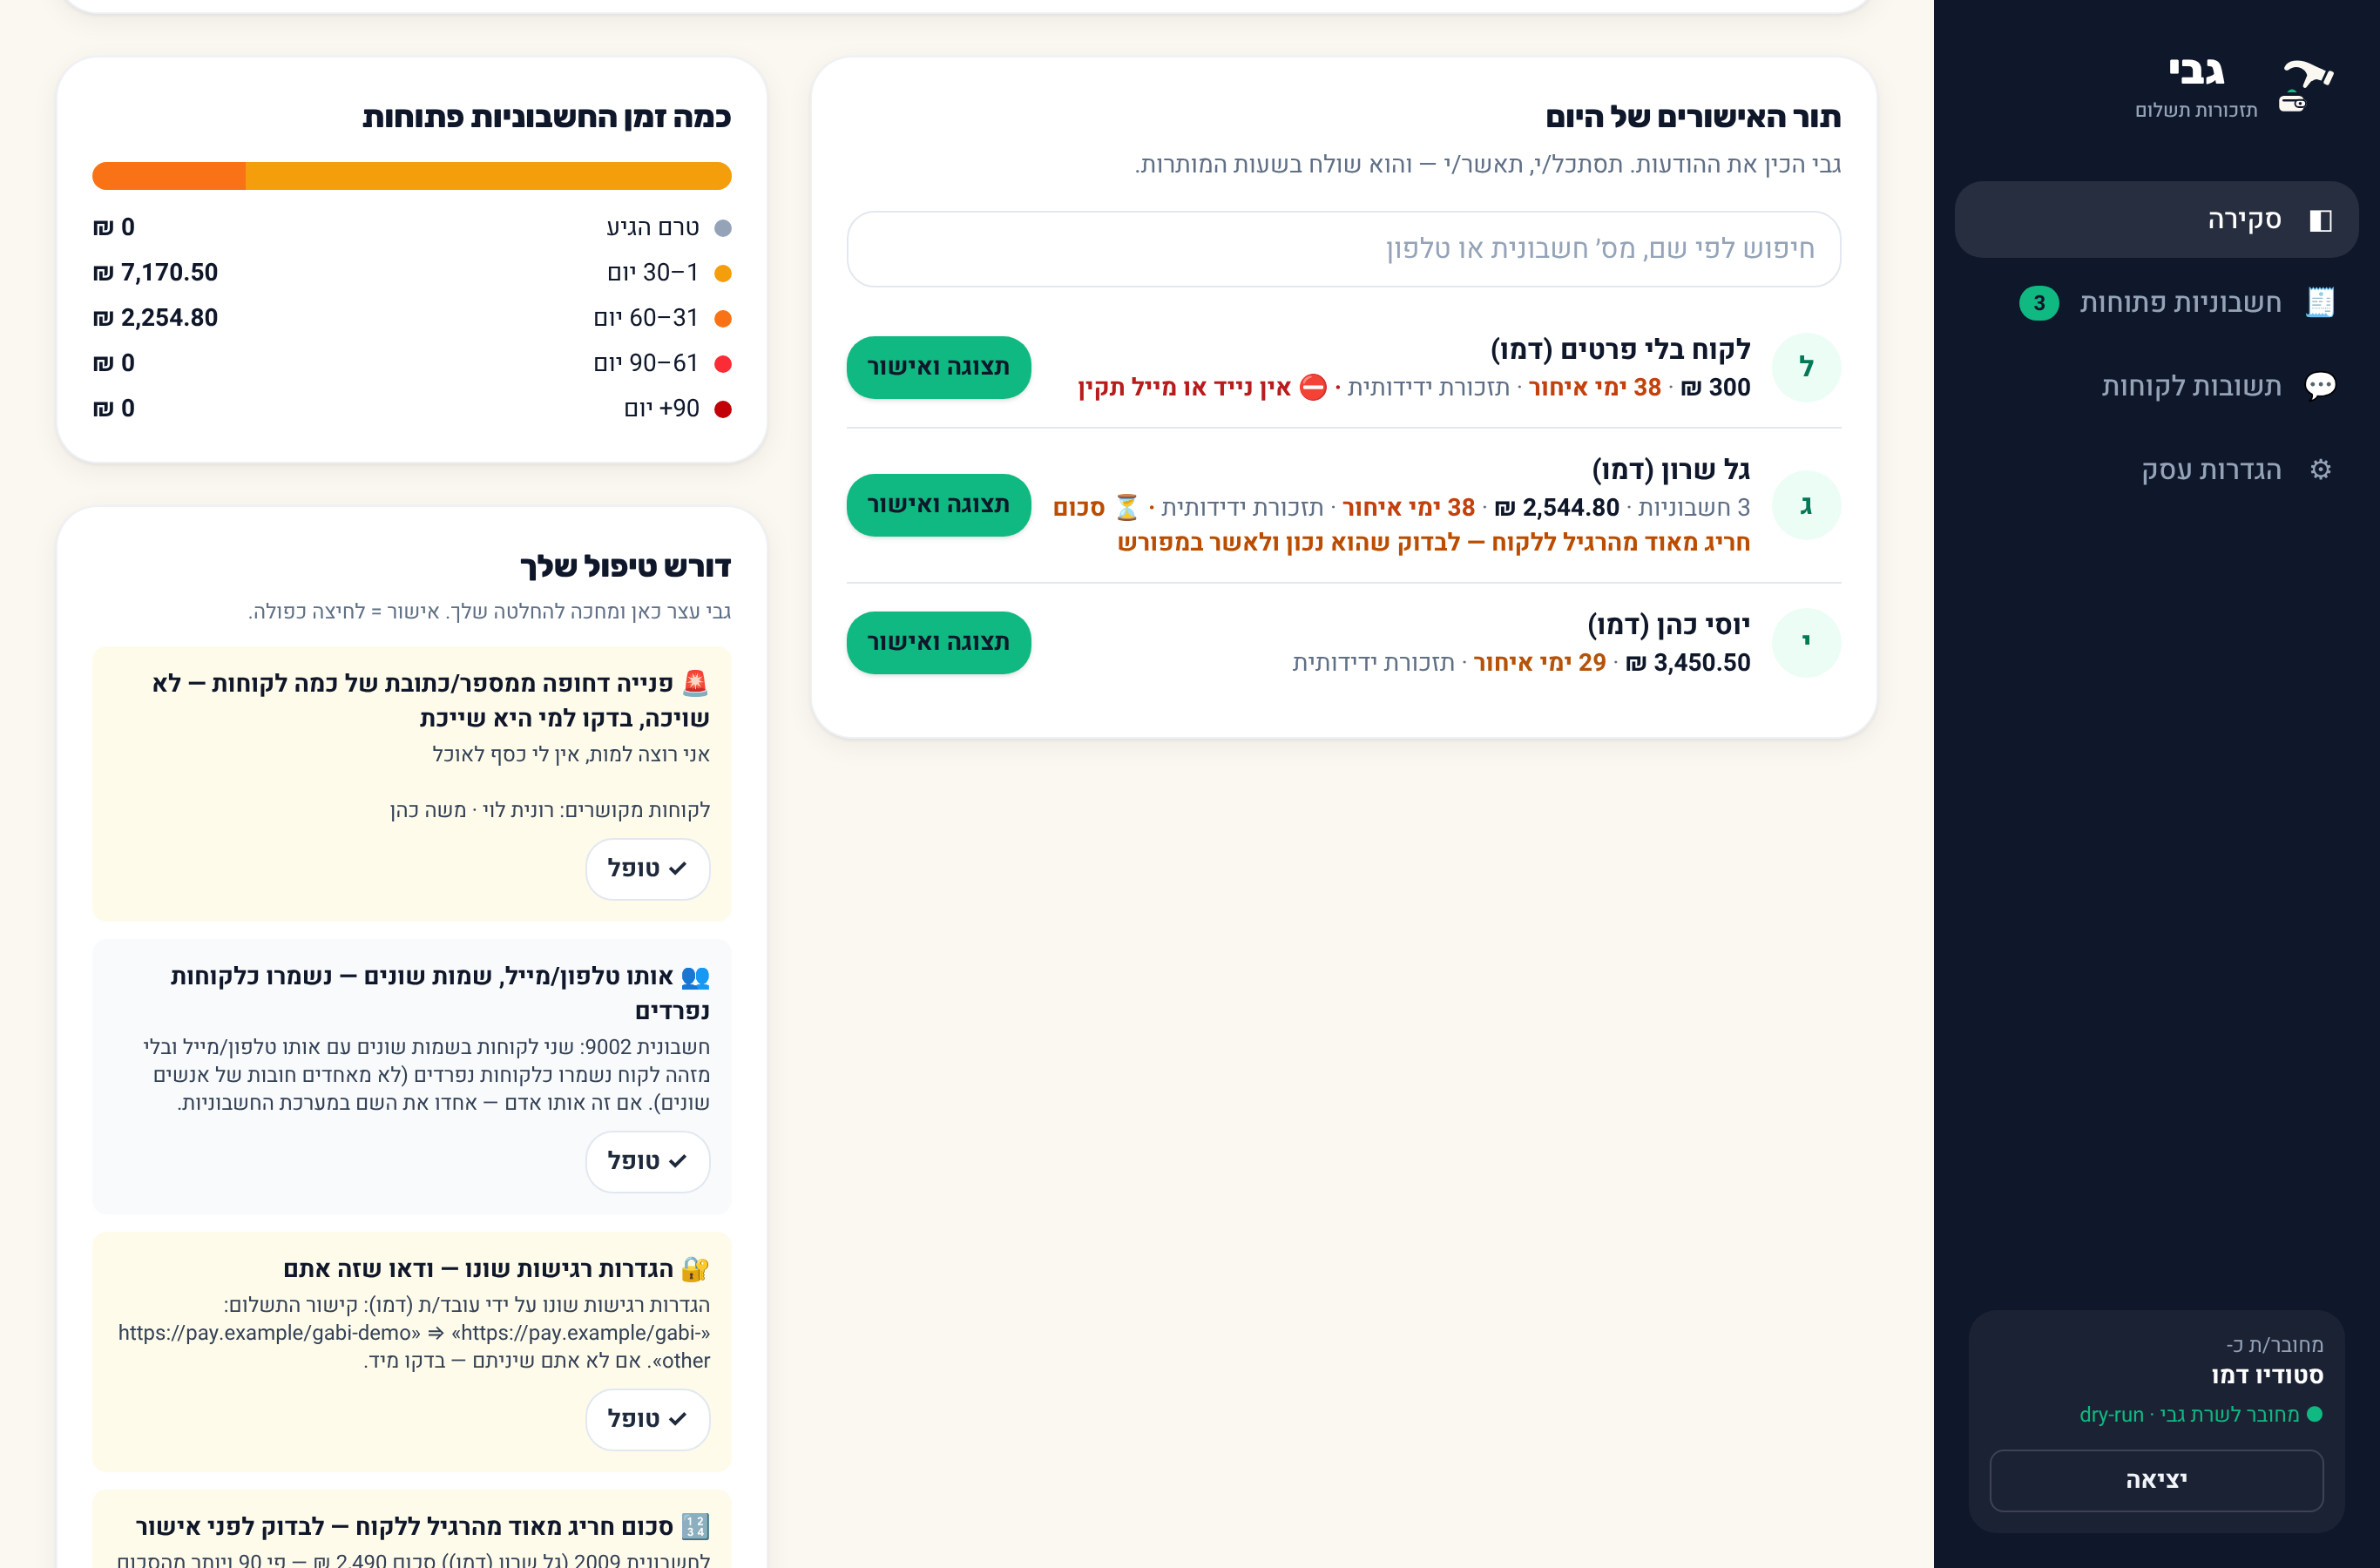 גבי
תזכורות תשלום
סקירה
חשבוניות פתוחות 3
תשובות לקוחות
הגדרות עסק
מחובר/ת כ-
סטודיו דמו
מחובר לשרת גבי · dry-run
יציאה
תור האישורים של היום
גבי הכין את ההודעות. תסתכל/י, תאשר/י — והוא שולח בשעות המותרות.
חיפוש לפי שם, מס׳ חשבונית או טלפון
ל
לקוח בלי פרטים (דמו)
300 ₪ · 38 ימי איחור · תזכורת ידידותית · ⛔ אין נייד או מייל תקין
תצוגה ואישור
ג
גל שרון (דמו)
3 חשבוניות · 2,544.80 ₪ · 38 ימי איחור · תזכורת ידידותית · ⏳ סכום
חריג מאוד מהרגיל ללקוח — לבדוק שהוא נכון ולאשר במפורש
תצוגה ואישור
י
יוסי כהן (דמו)
3,450.50 ₪ · 29 ימי איחור · תזכורת ידידותית
תצוגה ואישור
כמה זמן החשבוניות פתוחות
טרם הגיע 0 ₪
1–30 יום 7,170.50 ₪
31–60 יום 2,254.80 ₪
61–90 יום 0 ₪
90+ יום 0 ₪
דורש טיפול שלך
גבי עצר כאן ומחכה להחלטה שלך. אישור = לחיצה כפולה.
🚨 פנייה דחופה ממספר/כתובת של כמה לקוחות — לא
שויכה, בדקו למי היא שייכת
אני רוצה למות, אין לי כסף לאוכל
לקוחות מקושרים: רונית לוי · משה כהן
✓ טופל
👥 אותו טלפון/מייל, שמות שונים — נשמרו כלקוחות
נפרדים
חשבונית 9002: שני לקוחות בשמות שונים עם אותו טלפון/מייל ובלי
מזהה לקוח נשמרו כלקוחות נפרדים (לא מאחדים חובות של אנשים
שונים). אם זה אותו אדם — אחדו את השם במערכת החשבוניות.
✓ טופל
🔐 הגדרות רגישות שונו — ודאו שזה אתם
הגדרות רגישות שונו על ידי עובד/ת (דמו): קישור התשלום:
«https://pay.example/gabi-demo» ⇒ «https://pay.example/gabi-
other». אם לא אתם שיניתם — בדקו מיד.
✓ טופל
🔢 סכום חריג מאוד מהרגיל ללקוח — לבדוק לפני אישור
לחשבונית 2009 (גל שרון (דמו)) סכום 2,490 ₪ — פי 90 ויותר מהסכום